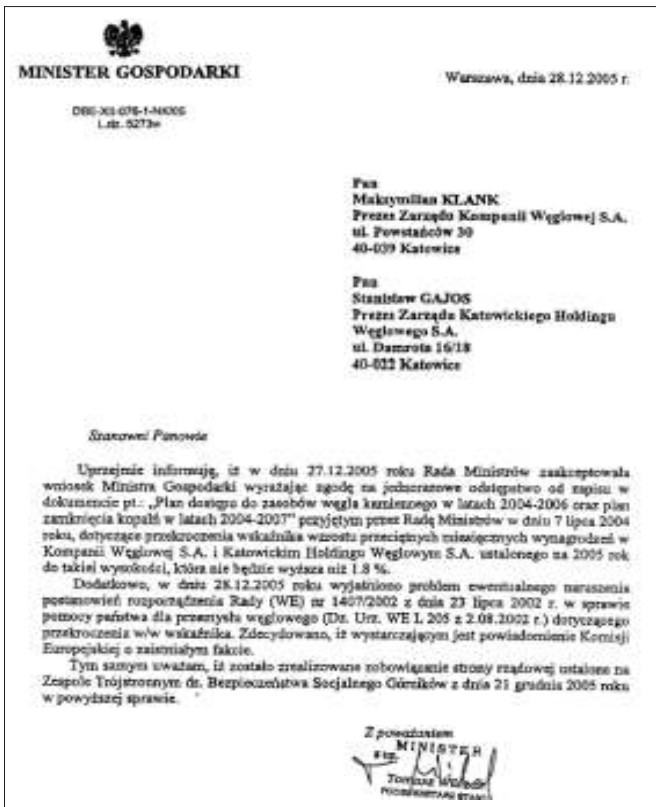 MINISTER GOSPODARKI
Warszawa, dnia 28.12.2005 r.
Pan
Maksymilian KLANK
Prezes Zarządu Kompanii Węglowej S.A.
ul. Powstańców 30
40-039 Katowice
Pan
Stanisław GAJOS
Prezes Zarządu Katowickiego Holdingu
Węglowego S.A.
ul. Damrota 16/18
40-022 Katowice
Szanowni Panowie
Uprzejmie informuję, iż w dniu 27.12.2005 roku Rada Ministrów zaakceptowała
wniosek Ministra Gospodarki wyrażając zgodę na jednorazowe odstępstwo od zapisu w
dokumencie pt.: „Plan dostępu do zasobów węgla kamiennego w latach 2004-2006 oraz plan
zamknięcia kopalń w latach 2004-2007" przyjętym przez Radę Ministrów w dniu 7 lipca 2004
roku, dotyczące przekroczenia wskaźnika wzrostu przeciętnych miesięcznych wynagrodzeń w
Kompanii Węglowej S.A. i Katowickim Holdingu Węglowym S.A. ustalonego na 2005 rok
do takiej wysokości, która nie będzie wyższa niż 1.8 %.
Dodatkowo, w dniu 28.12.2005 roku wyjaśniono problem ewentualnego naruszenia
postanowień rozporządzenia Rady (WE) nr 1407/2002 z dnia 23 lipca 2002 r. w sprawie
pomocy państwa dla przemysłu węglowego (Dz. Urz. WE L 205 z 2.08.2002 r.) dotyczącego
przekroczenia w/w wskaźnika. Zdecydowano, iż wystarczającym jest powiadomienie Komisji
Europejskiej o zaistniałym fakcie.
Tym samym uważam, iż zostało zrealizowane zobowiązanie strony rządowej ustalone na
Zespole Trójstronnym ds. Bezpieczeństwa Socjalnego Górników z dnia 21 grudnia 2005 roku
w powyższej sprawie.
Z poważaniem
MINISTER
Tomasz
PODSEKRETARZ STANU